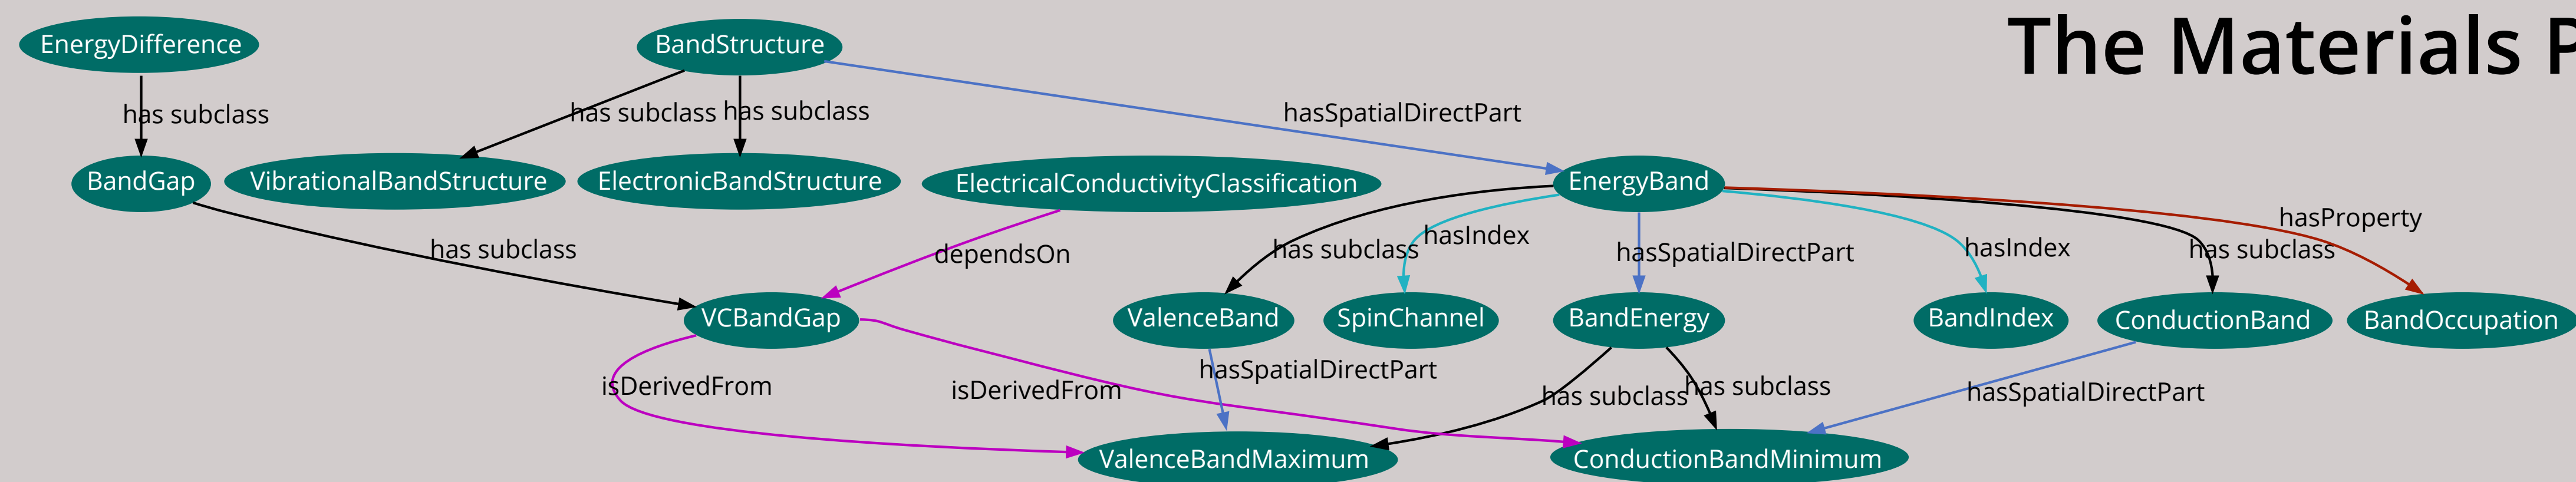 The Materials P
EnergyDifference
BandStructure
has subclass
has subclass
has subclass
hasSpatialDirectPart
BandGap
VibrationalBandStructure
ElectronicBandStructure
ElectricalConductivityClassification
EnergyBand
has subclass
dependsOn
has subclass
hasIndex
hasSpatialDirectPart
hasIndex
has subclass
hasProperty
VCBandGap
ValenceBand
SpinChannel
BandEnergy
BandIndex
ConductionBand
BandOccupation
isDerivedFrom
isDerivedFrom
hasSpatialDirectPart
has subclass
has subclass
hasSpatialDirectPart
ValenceBandMaximum
ConductionBandMinimum